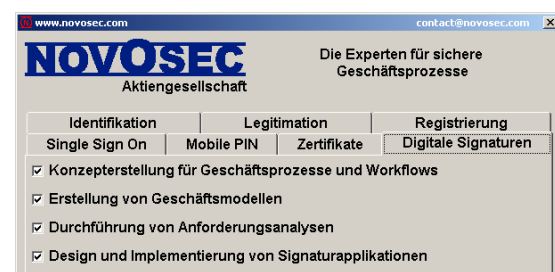 www.novosec.com contact@novosec.com
NOVOSEC
Aktiengesellschaft
Die Experten für sichere
Geschäftsprozesse
Identifikation Legitimation Registrierung
Single Sign On Mobile PIN Zertifikate Digitale Signaturen
Konzepterstellung für Geschäftsprozesse und Workflows
Erstellung von Geschäftsmodellen
Durchführung von Anforderungsanalysen
Design und Implementierung von Signaturapplikationen